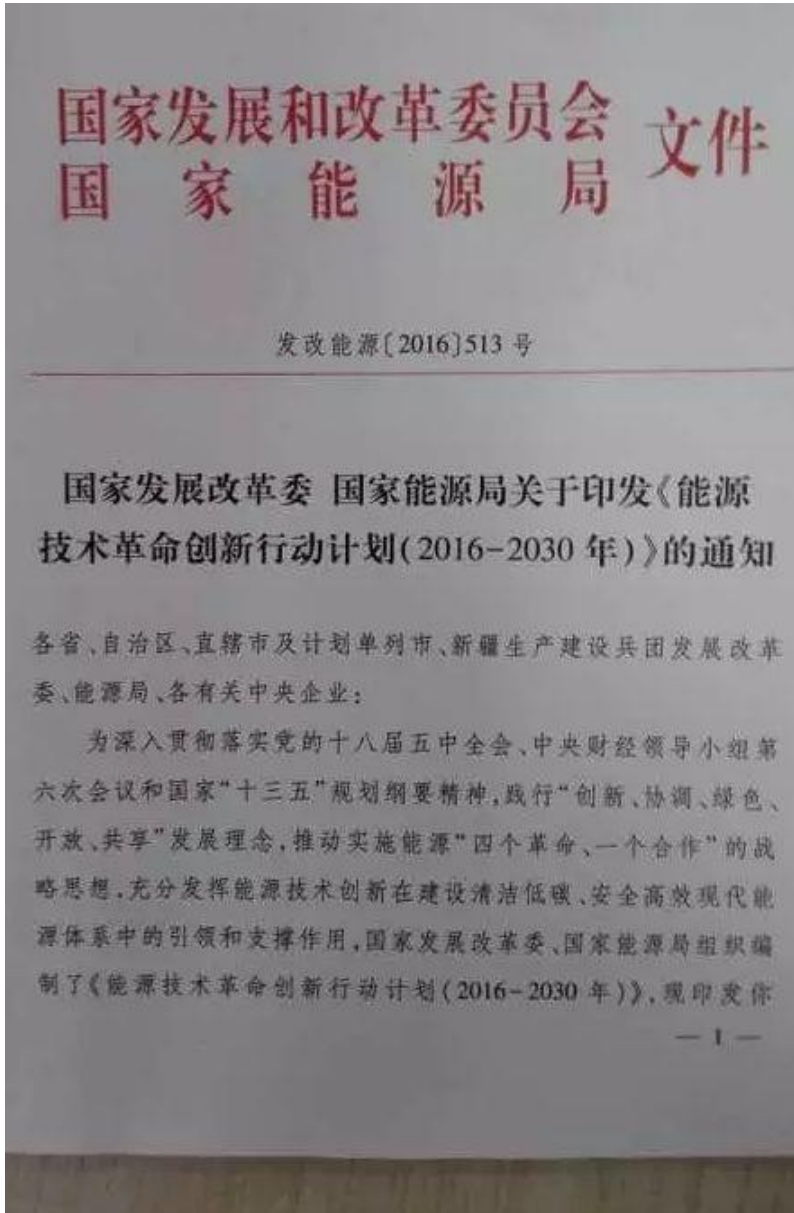 国家发展和改革委员会
国家能源局
文件
发改能源〔2016〕513号
国家发展改革委 国家能源局关于印发《能源
技术革命创新行动计划(2016-2030年)》的通知
各省、自治区、直辖市及计划单列市、新疆生产建设兵团发展改革
委、能源局、各有关中央企业:
为深入贯彻落实党的十八届五中全会、中央财经领导小组第
六次会议和国家“十三五”规划纲要精神,践行“创新、协调、绿色、
开放、共享”发展理念,推动实施能源“四个革命、一个合作”的战
略思想,充分发挥能源技术创新在建设清洁低碳、安全高效现代能
源体系中的引领和支撑作用,国家发展改革委、国家能源局组织编
制了《能源技术革命创新行动计划(2016-2030年)》,现印发你
— 1 —